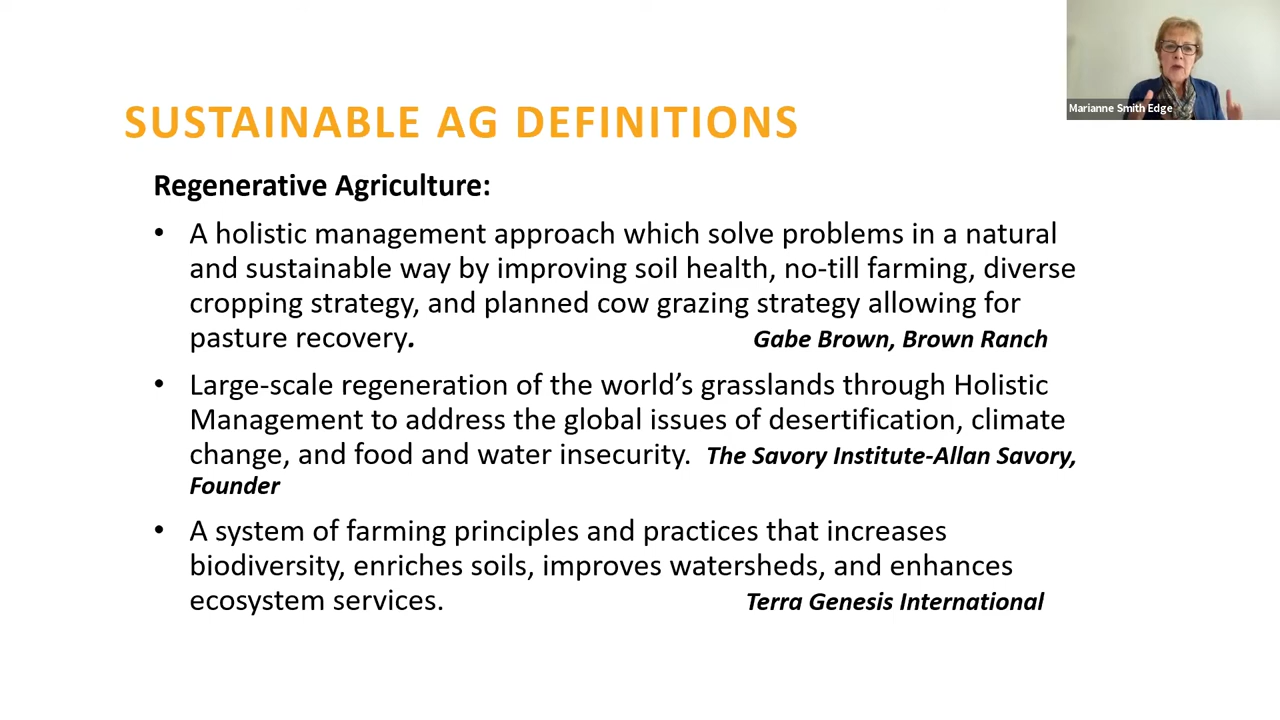 Marianne Smith Edge
SUSTAINABLE AG DEFINITIONS
Regenerative Agriculture:
• A holistic management approach which solve problems in a natural
and sustainable way by improving soil health, no-till farming, diverse
cropping strategy, and planned cow grazing strategy allowing for
pasture recovery. Gabe Brown, Brown Ranch
• Large-scale regeneration of the world’s grasslands through Holistic
Management to address the global issues of desertification, climate
change, and food and water insecurity. The Savory Institute-Allan Savory,
Founder
• A system of farming principles and practices that increases
biodiversity, enriches soils, improves watersheds, and enhances
ecosystem services. Terra Genesis International